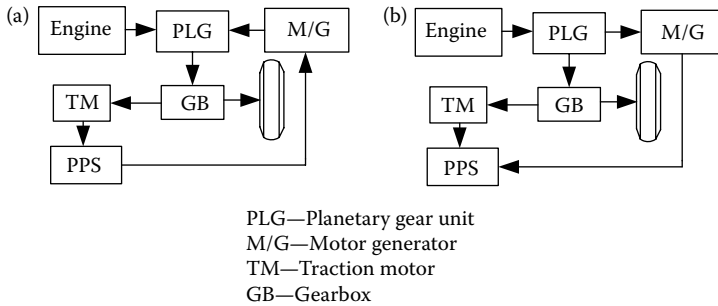 (a)
Engine
PLG
M/G
TM
GB
PPS
(b)
Engine
PLG
M/G
TM
GB
PPS
PLG—Planetary gear unit
M/G—Motor generator
TM—Traction motor
GB—Gearbox